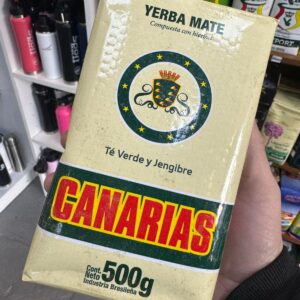 YERBA MATE
Compuesta con hierbas
Té Verde y Jengibre
CANARIAS
Cont. Neto 500g
Industria Brasileña